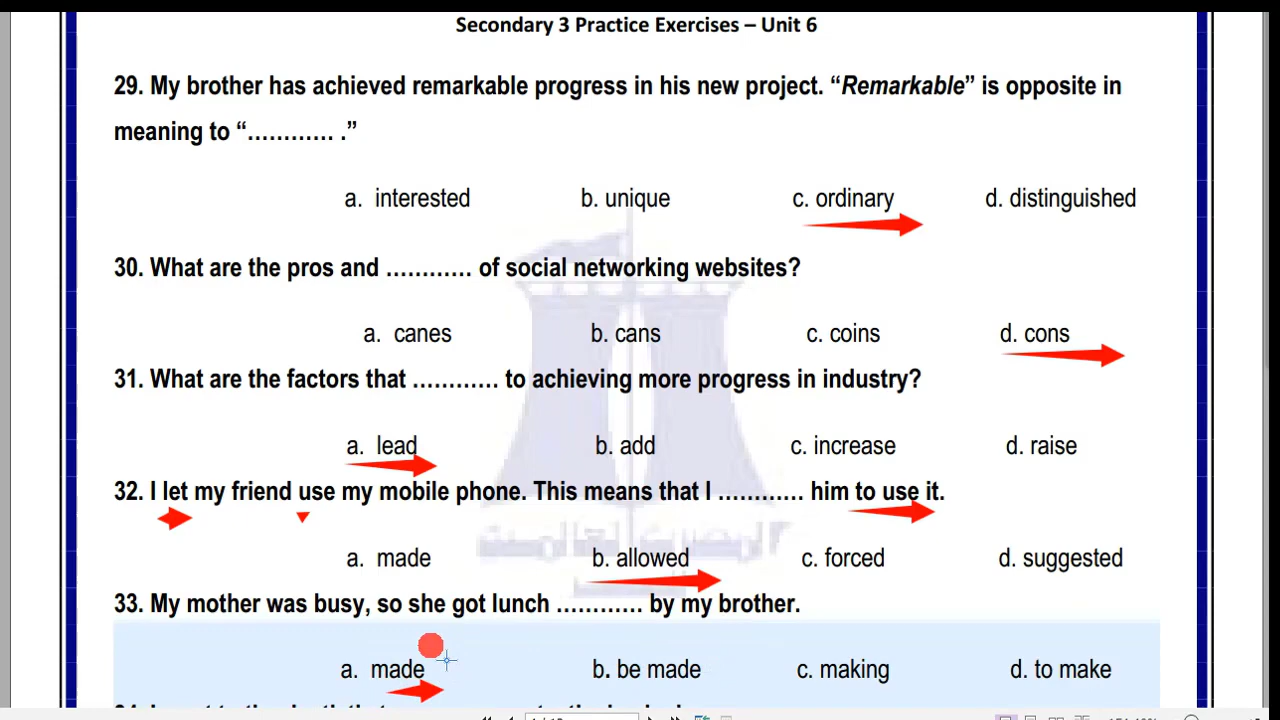 Secondary 3 Practice Exercises – Unit 6
29. My brother has achieved remarkable progress in his new project. “Remarkable” is opposite in
meaning to “………… .”
a. interested b. unique c. ordinary d. distinguished
30. What are the pros and ………… of social networking websites?
a. canes b. cans c. coins d. cons
31. What are the factors that ………… to achieving more progress in industry?
a. lead b. add c. increase d. raise
32. I let my friend use my mobile phone. This means that I ………… him to use it.
a. made b. allowed c. forced d. suggested
33. My mother was busy, so she got lunch ………… by my brother.
a. made b. be made c. making d. to make